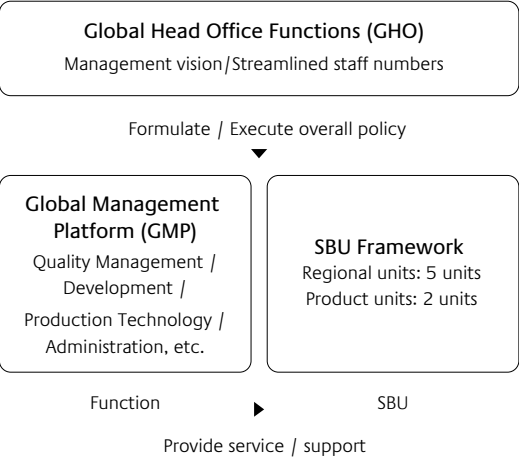 Global Head Office Functions (GHO)
Management vision/Streamlined staff numbers
Formulate / Execute overall policy
Global Management
Platform (GMP)
Quality Management /
Development /
Production Technology /
Administration, etc.
SBU Framework
Regional units: 5 units
Product units: 2 units
Function
SBU
Provide service / support